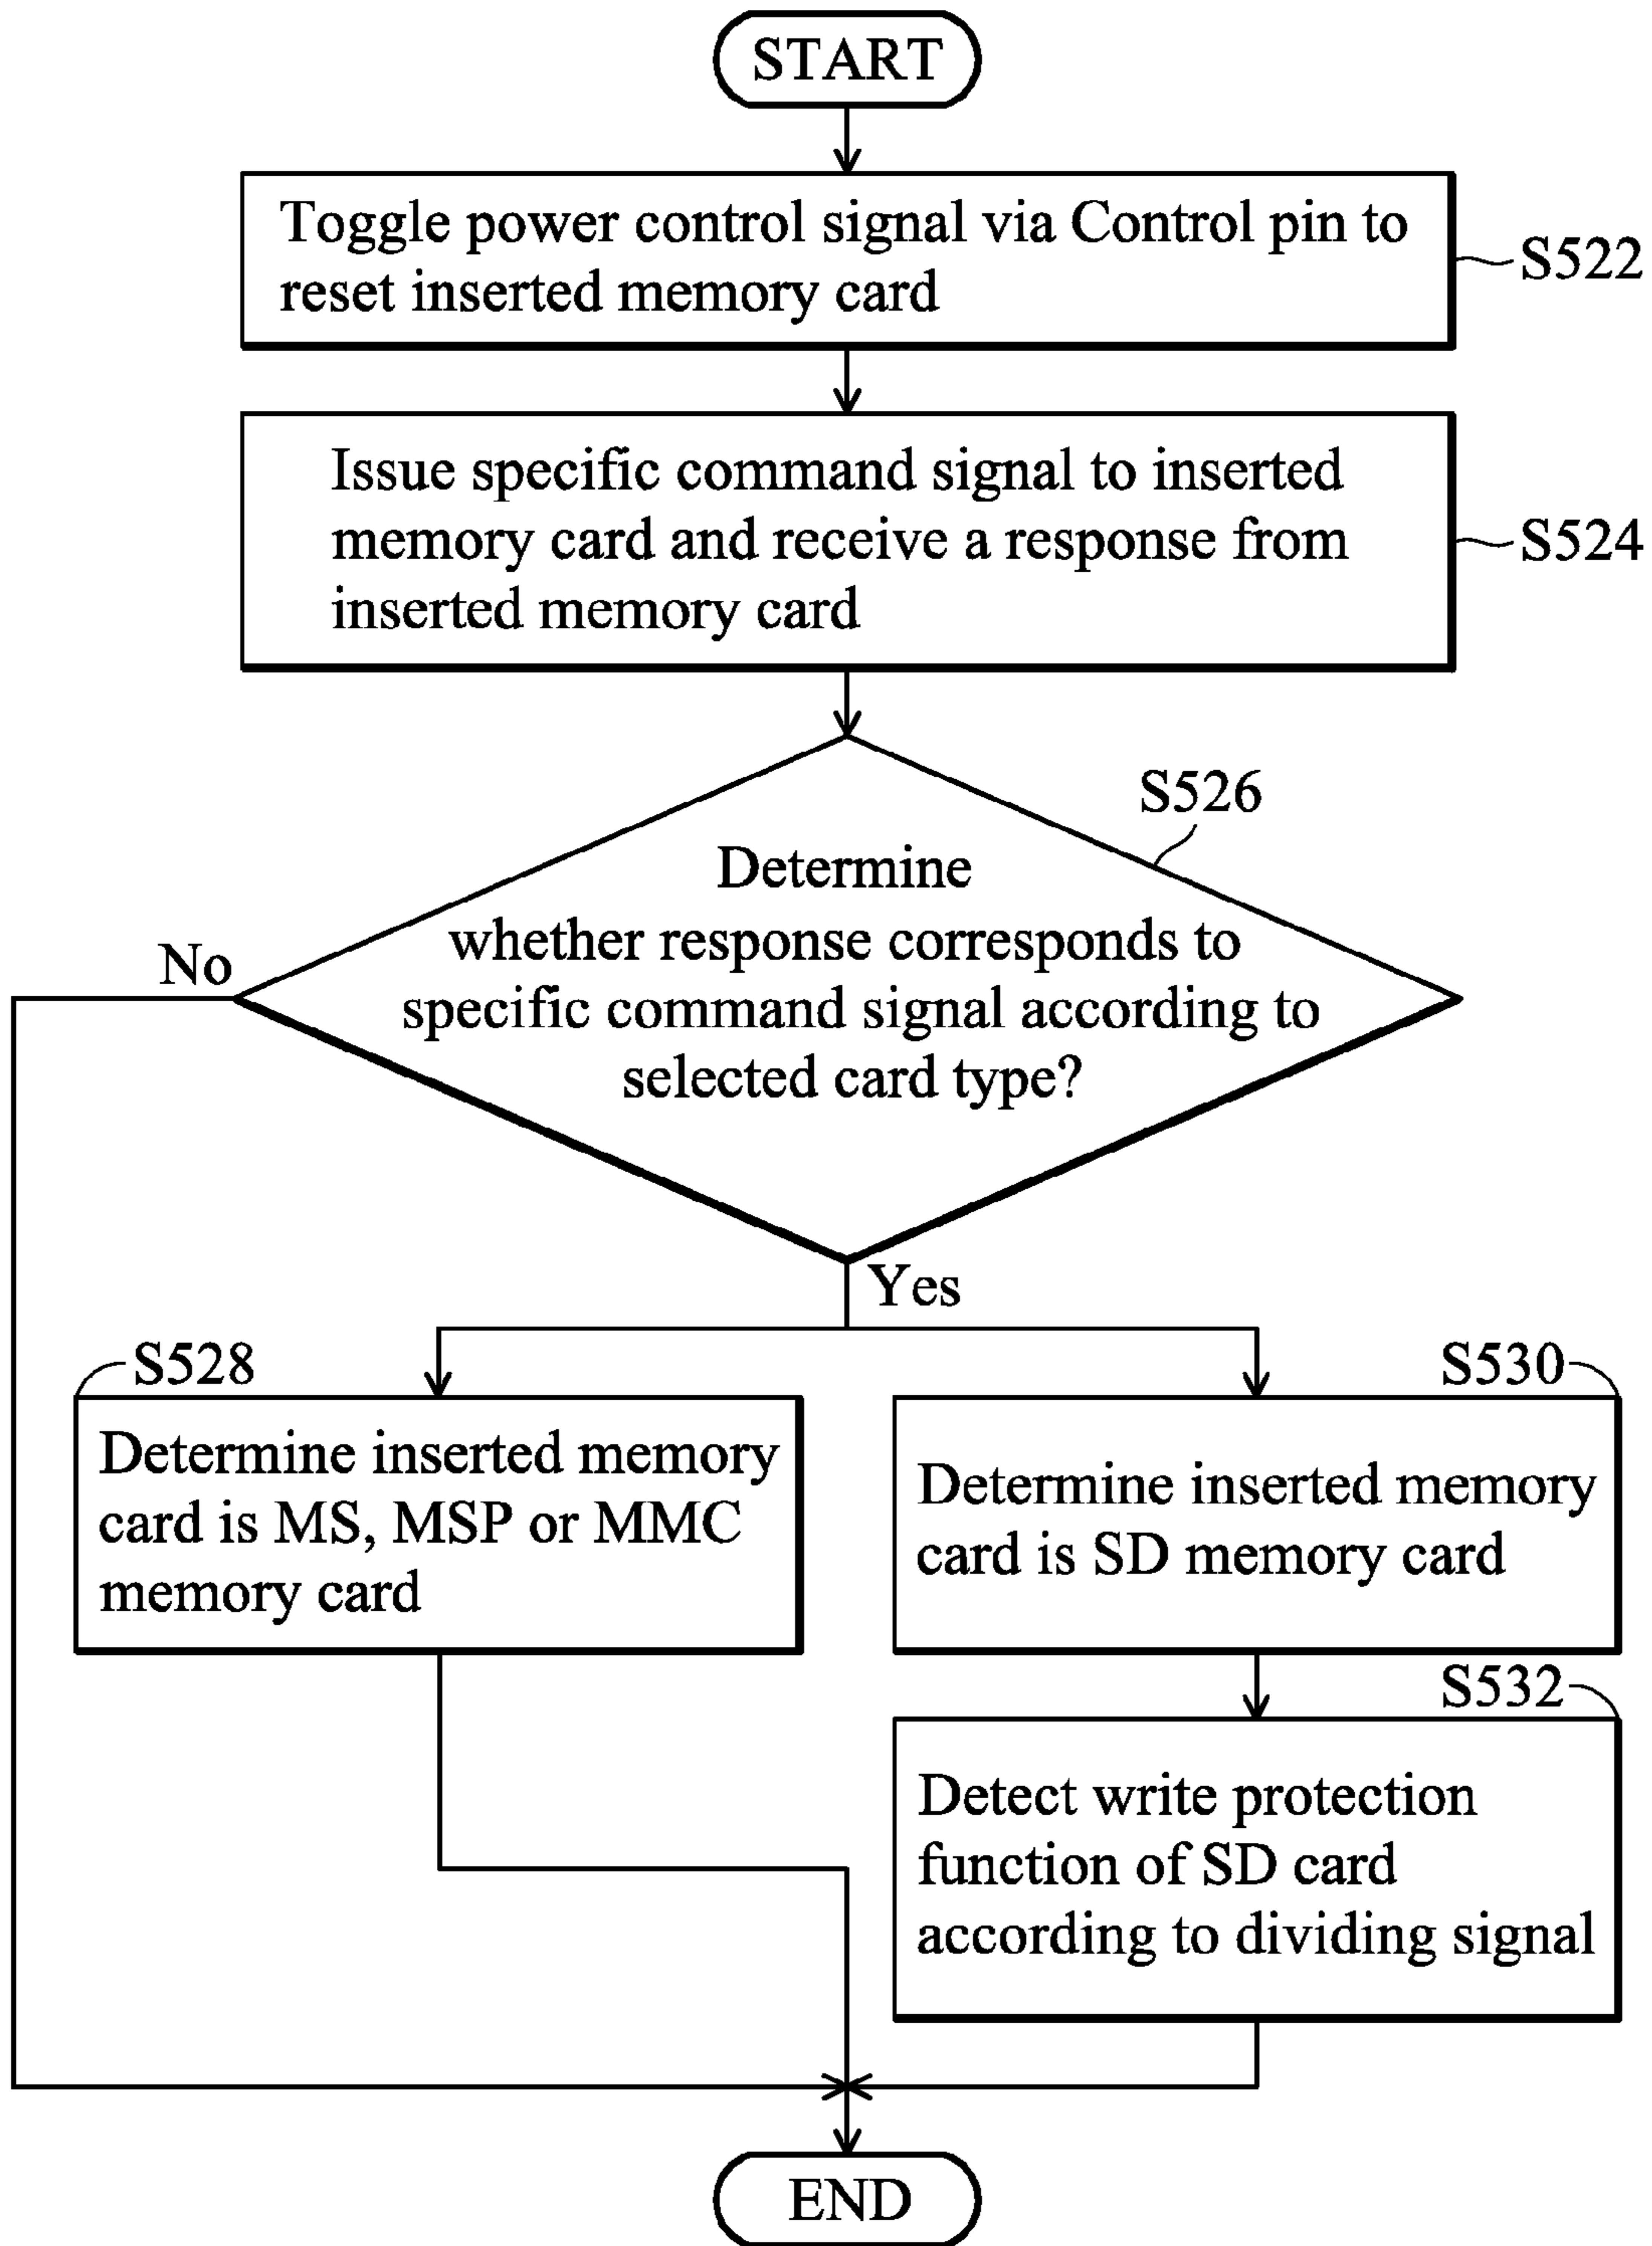 START
Toggle power control signal via Control pin to
reset inserted memory card
S522
Issue specific command signal to inserted
memory card and receive a response from
inserted memory card
S524
S526
Determine
whether response corresponds to
specific command signal according to
selected card type?
No
Yes
S528
Determine inserted memory
card is MS, MSP or MMC
memory card
S530
Determine inserted memory
card is SD memory card
S532
Detect write protection
function of SD card
according to dividing signal
END